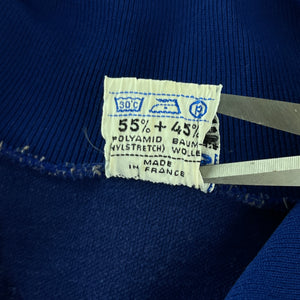 30°C
55% + 45%
POLYAMID BAUM-
(NYLSTRETCH) WOLLE
MADE
IN FRANCE